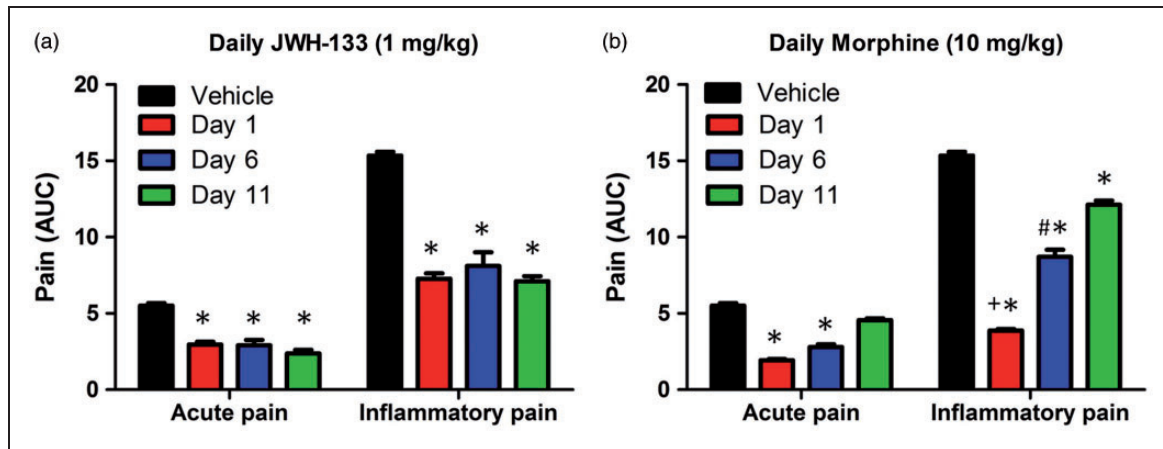 (a)
Daily JWH-133 (1 mg/kg)
20
15
10
5
0
Pain (AUC)
Vehicle
Day 1
Day 6
Day 11
* * *
* * *
Acute pain
Inflammatory pain
(b)
Daily Morphine (10 mg/kg)
20
15
10
5
0
Pain (AUC)
Vehicle
Day 1
Day 6
Day 11
* *
+* #* *
Acute pain
Inflammatory pain